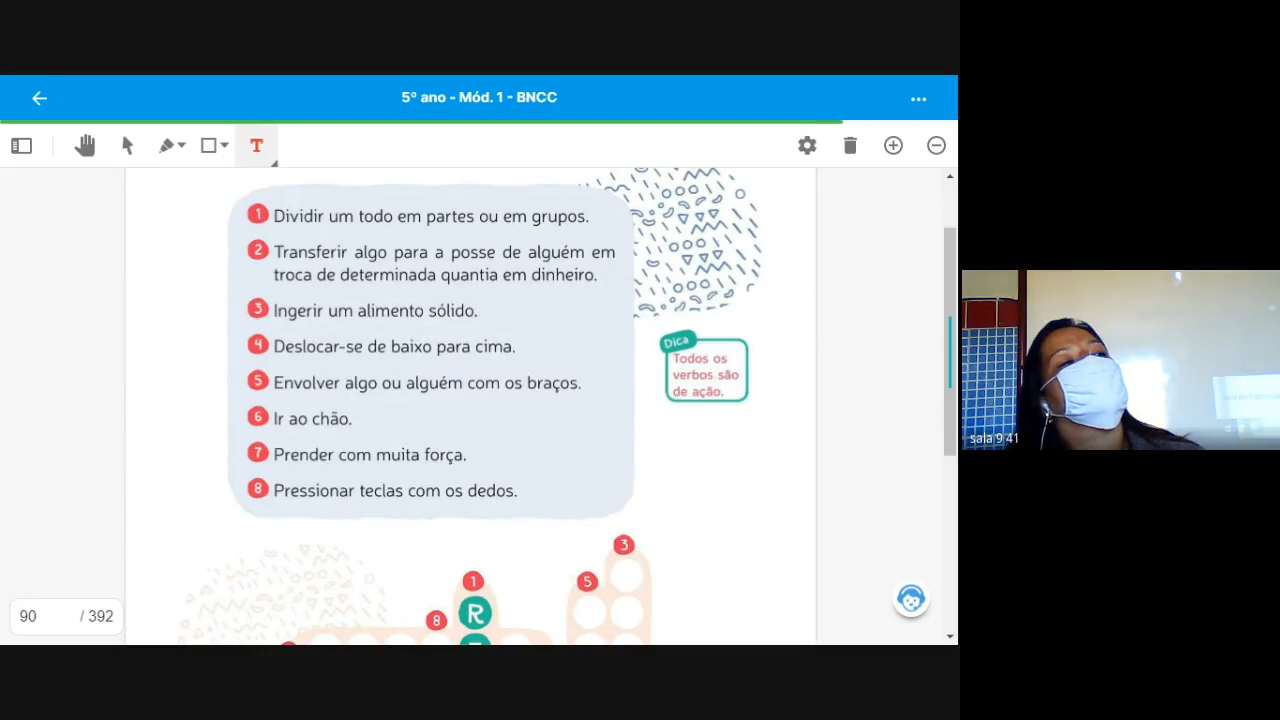 5º ano - Mód. 1 - BNCC
T
1 Dividir um todo em partes ou em grupos.
2 Transferir algo para a posse de alguém em
troca de determinada quantia em dinheiro.
3 Ingerir um alimento sólido.
4 Deslocar-se de baixo para cima.
5 Envolver algo ou alguém com os braços.
6 Ir ao chão.
7 Prender com muita força.
8 Pressionar teclas com os dedos.
Dica
Todos os
verbos são
de ação.
3
1
5
8
R
90 / 392
sala 9 41